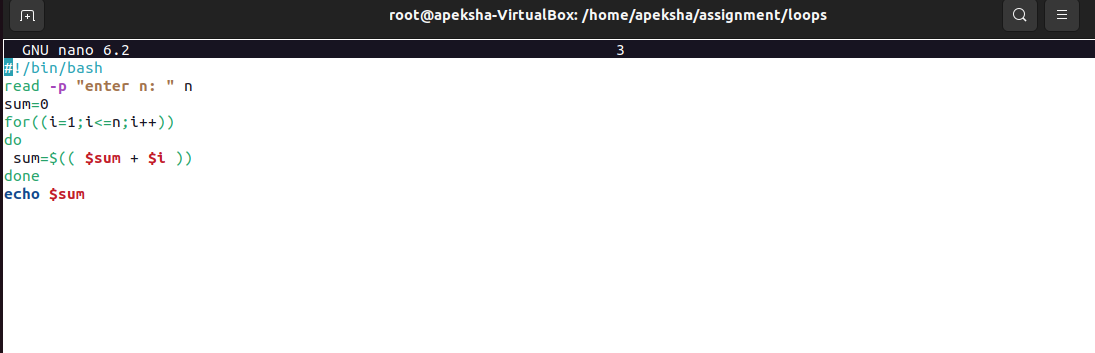 root@apeksha-VirtualBox: /home/apeksha/assignment/loops
GNU nano 6.2 3
#!/bin/bash
read -p "enter n: " n
sum=0
for((i=1;i<=n;i++))
do
 sum=$(( $sum + $i ))
done
echo $sum